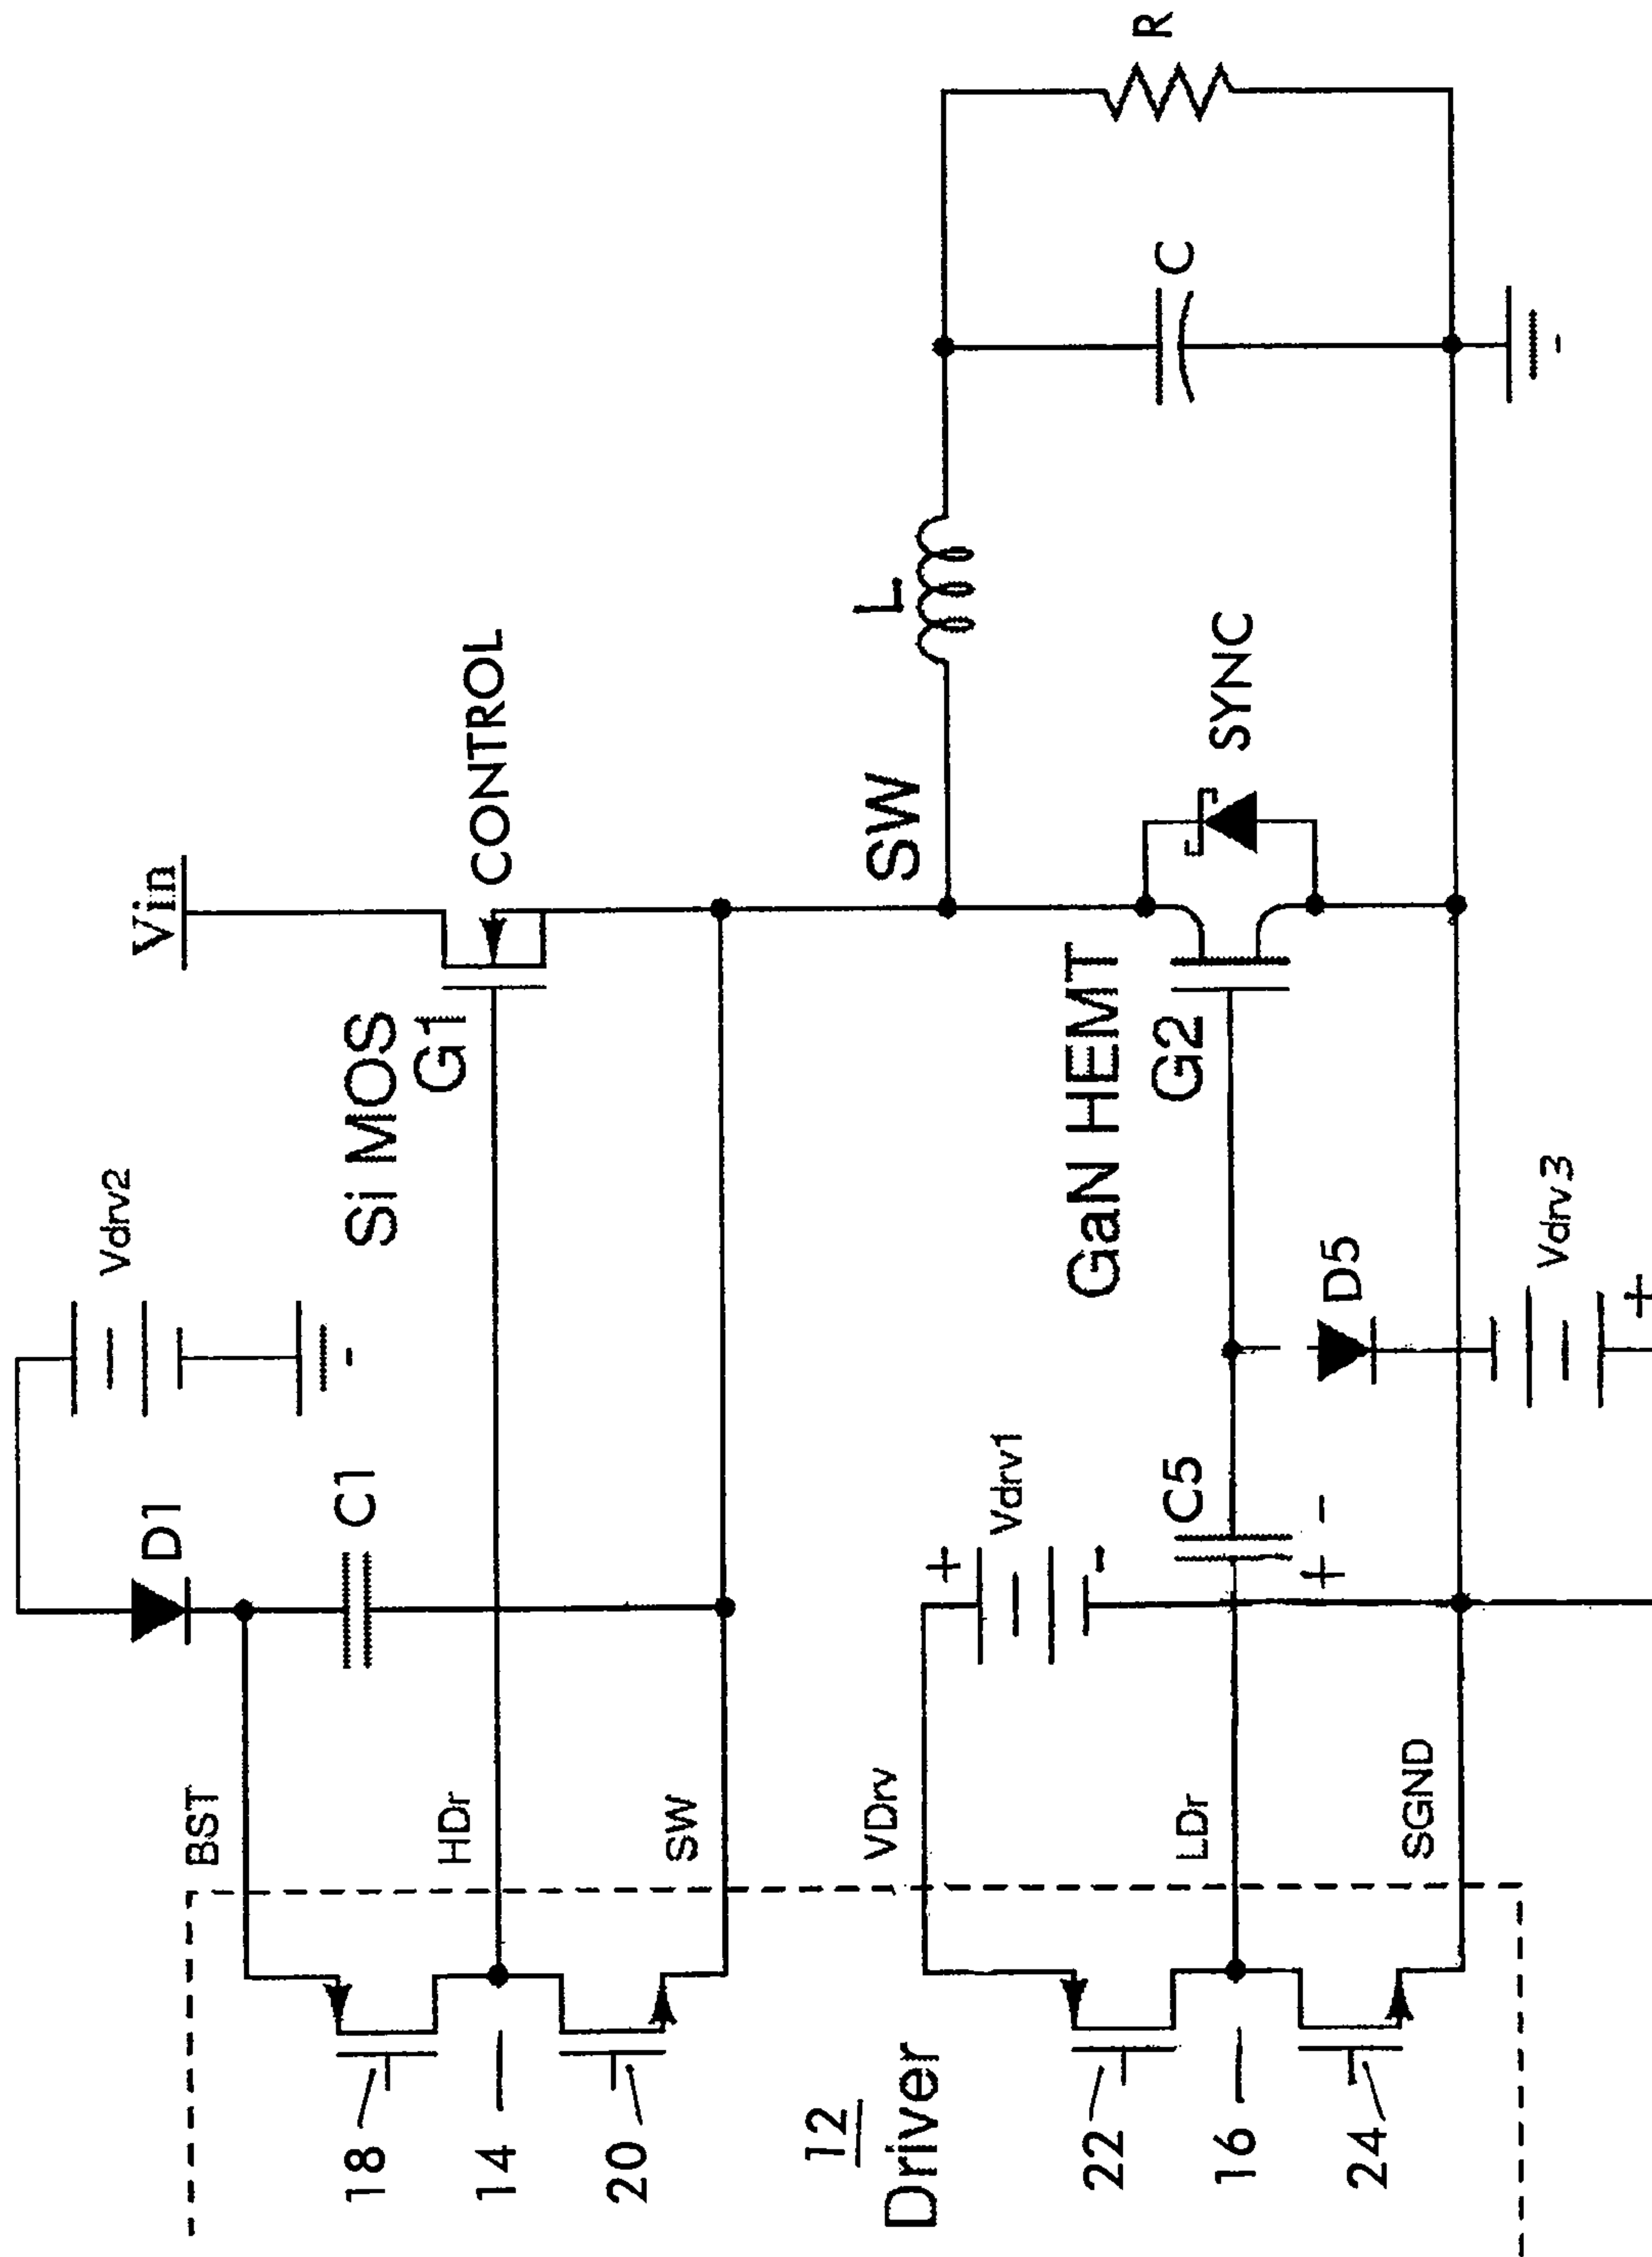 Vdrv2
D1
Vin
C1
Si MOS
G1
CONTROL
BST
HDr
SW
18
14
20
12
Driver
SW
L
R
C
VDrv
+
Vdrv1
-
GaN HEMT
G2
SYNC
C5
+ -
D5
LDr
SGND
Vdrv3
+
22
16
24
-
-